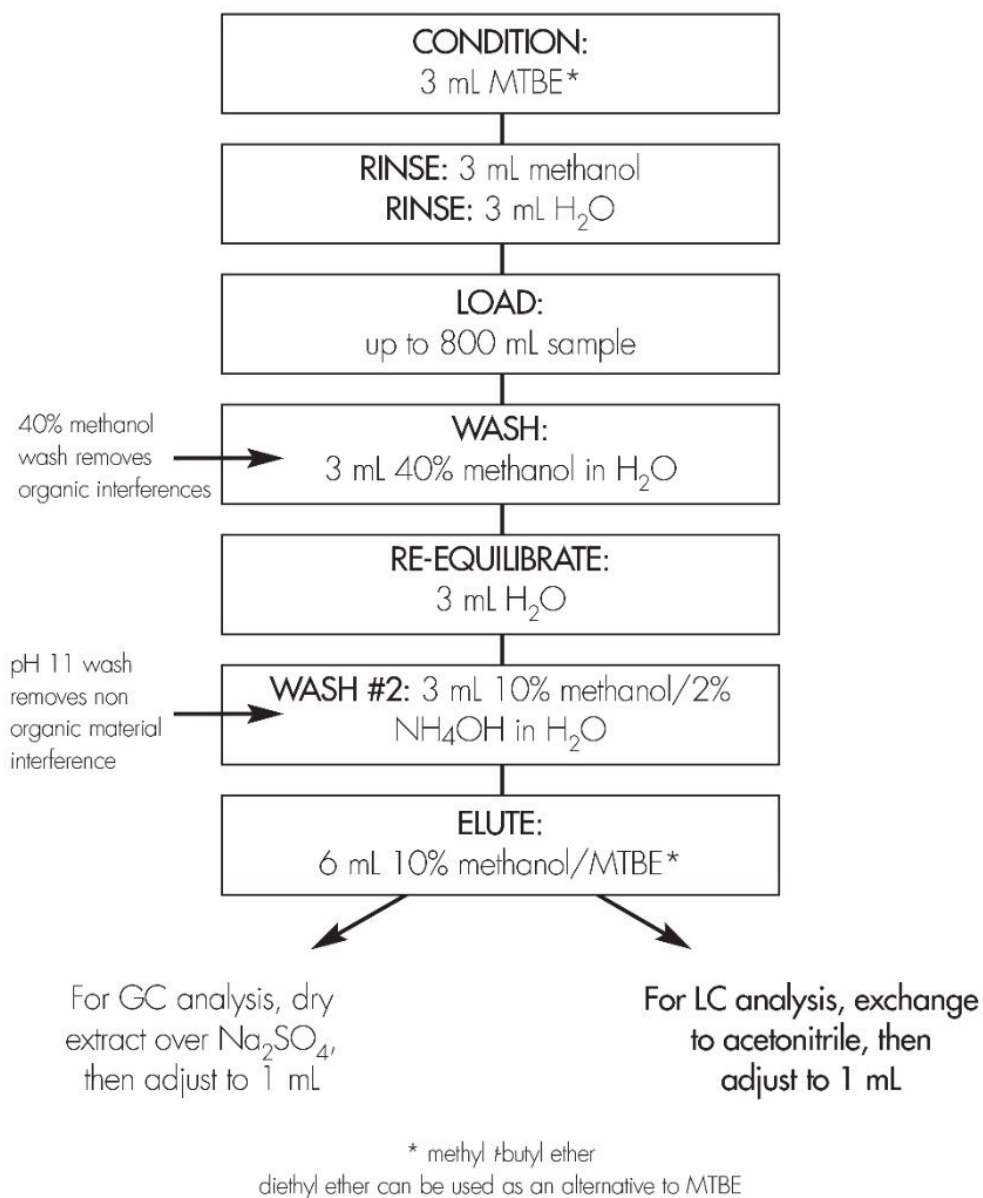 CONDITION:
3 mL MTBE*
RINSE: 3 mL methanol
RINSE: 3 mL H₂O
LOAD:
up to 800 mL sample
40% methanol
wash removes
organic interferences
WASH:
3 mL 40% methanol in H₂O
RE-EQUILIBRATE:
3 mL H₂O
pH 11 wash
removes non
organic material
interference
WASH #2: 3 mL 10% methanol/2%
NH4OH in H₂O
ELUTE:
6 mL 10% methanol/MTBE*
For GC analysis, dry
extract over Na₂SO₄,
then adjust to 1 mL
For LC analysis, exchange
to acetonitrile, then
adjust to 1 mL
* methyl t-butyl ether
diethyl ether can be used as an alternative to MTBE